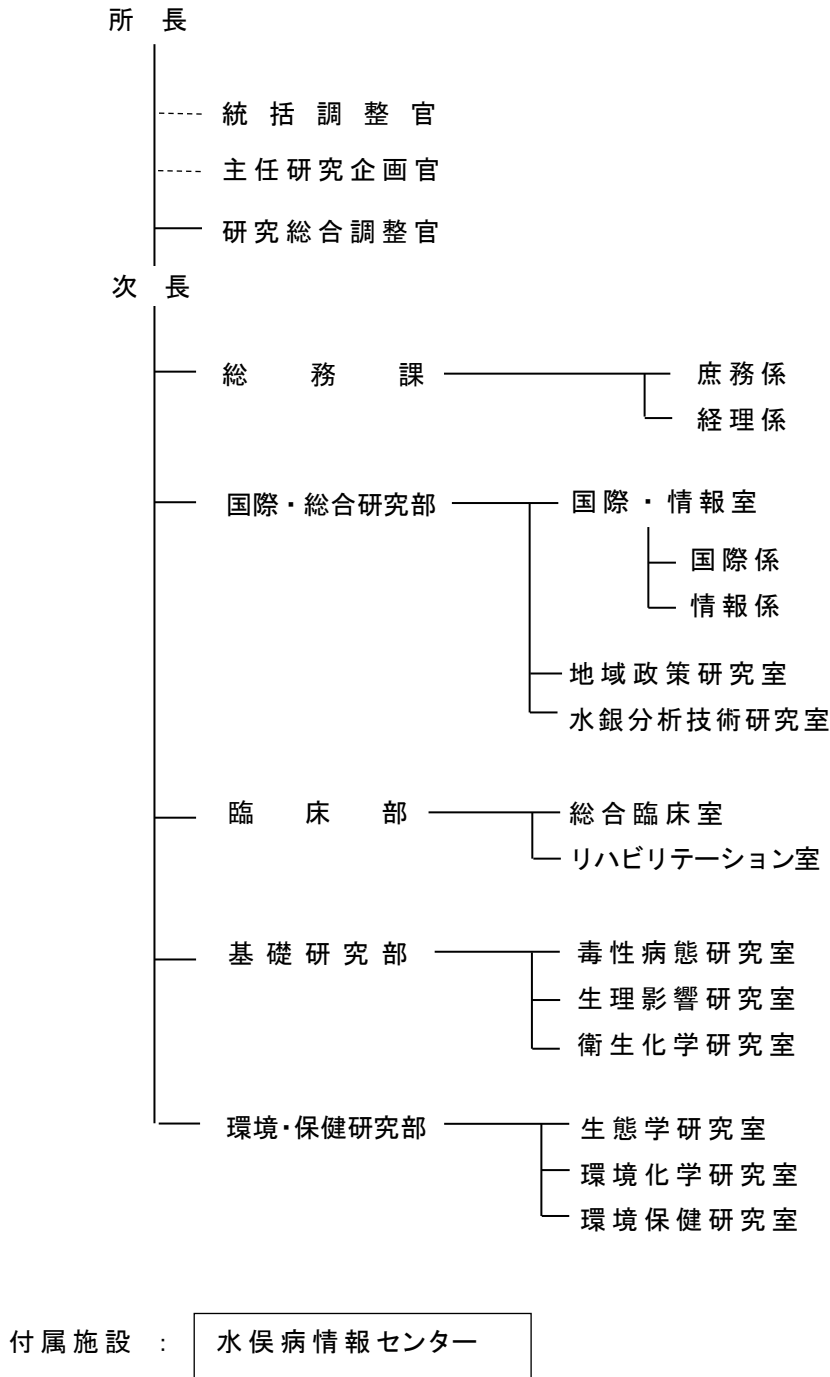 所長
統括調整官
主任研究企画官
研究総合調整官
次長
総務課
庶務係
経理係
国際・総合研究部
国際・情報室
国際係
情報係
地域政策研究室
水銀分析技術研究室
臨床部
総合臨床室
リハビリテーション室
基礎研究部
毒性病態研究室
生理影響研究室
衛生化学研究室
環境・保健研究部
生態学研究室
環境化学研究室
環境保健研究室
付属施設 : 水俣病情報センター